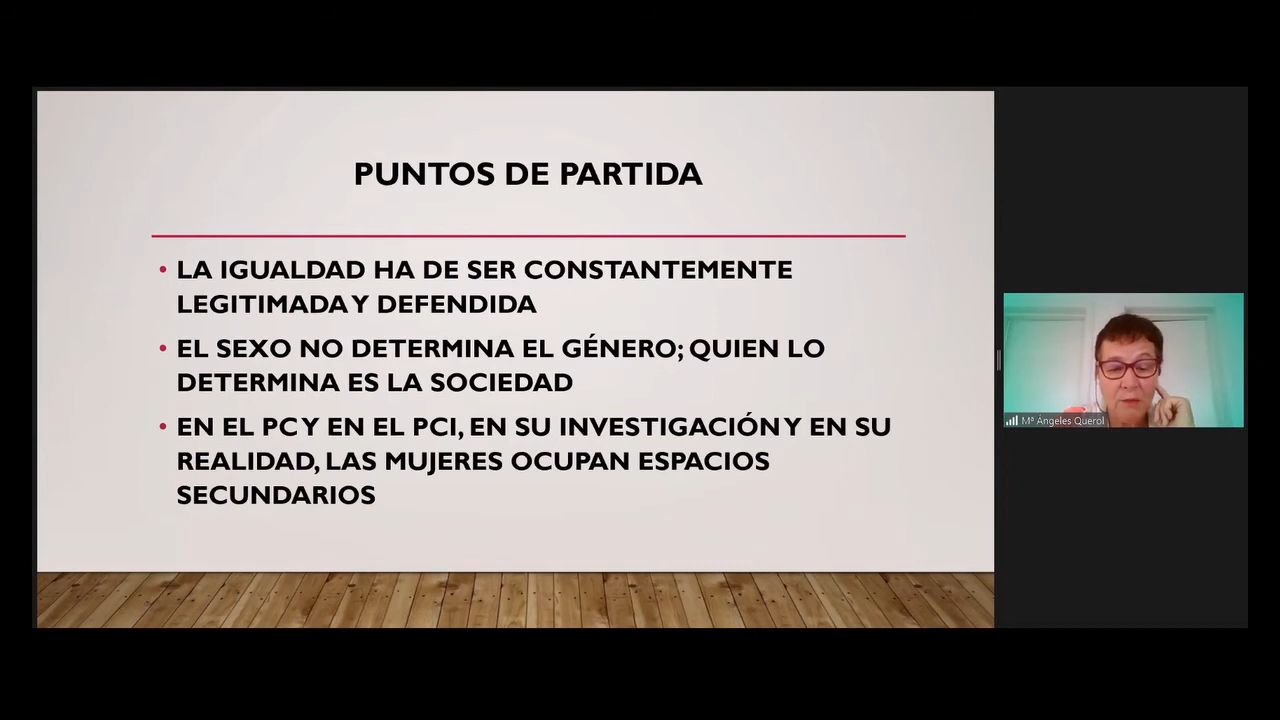 PUNTOS DE PARTIDA
• LA IGUALDAD HA DE SER CONSTANTEMENTE
LEGITIMADA Y DEFENDIDA
• EL SEXO NO DETERMINA EL GÉNERO; QUIEN LO
DETERMINA ES LA SOCIEDAD
• EN EL PC Y EN EL PCI, EN SU INVESTIGACIÓN Y EN SU
REALIDAD, LAS MUJERES OCUPAN ESPACIOS
SECUNDARIOS
Mª Ángeles Querol